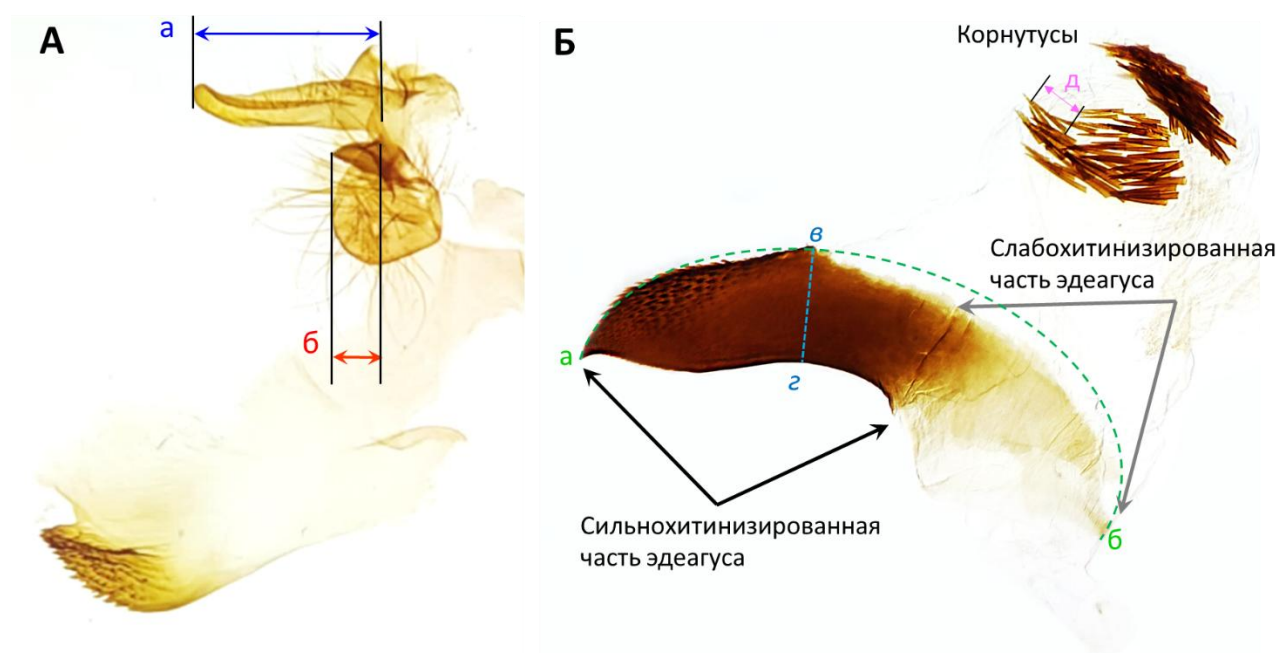 А
а
б
Б
Корнутусы
д
в
Слабохитинизированная
часть эдеагуса
а
г
б
Сильнохитинизированная
часть эдеагуса